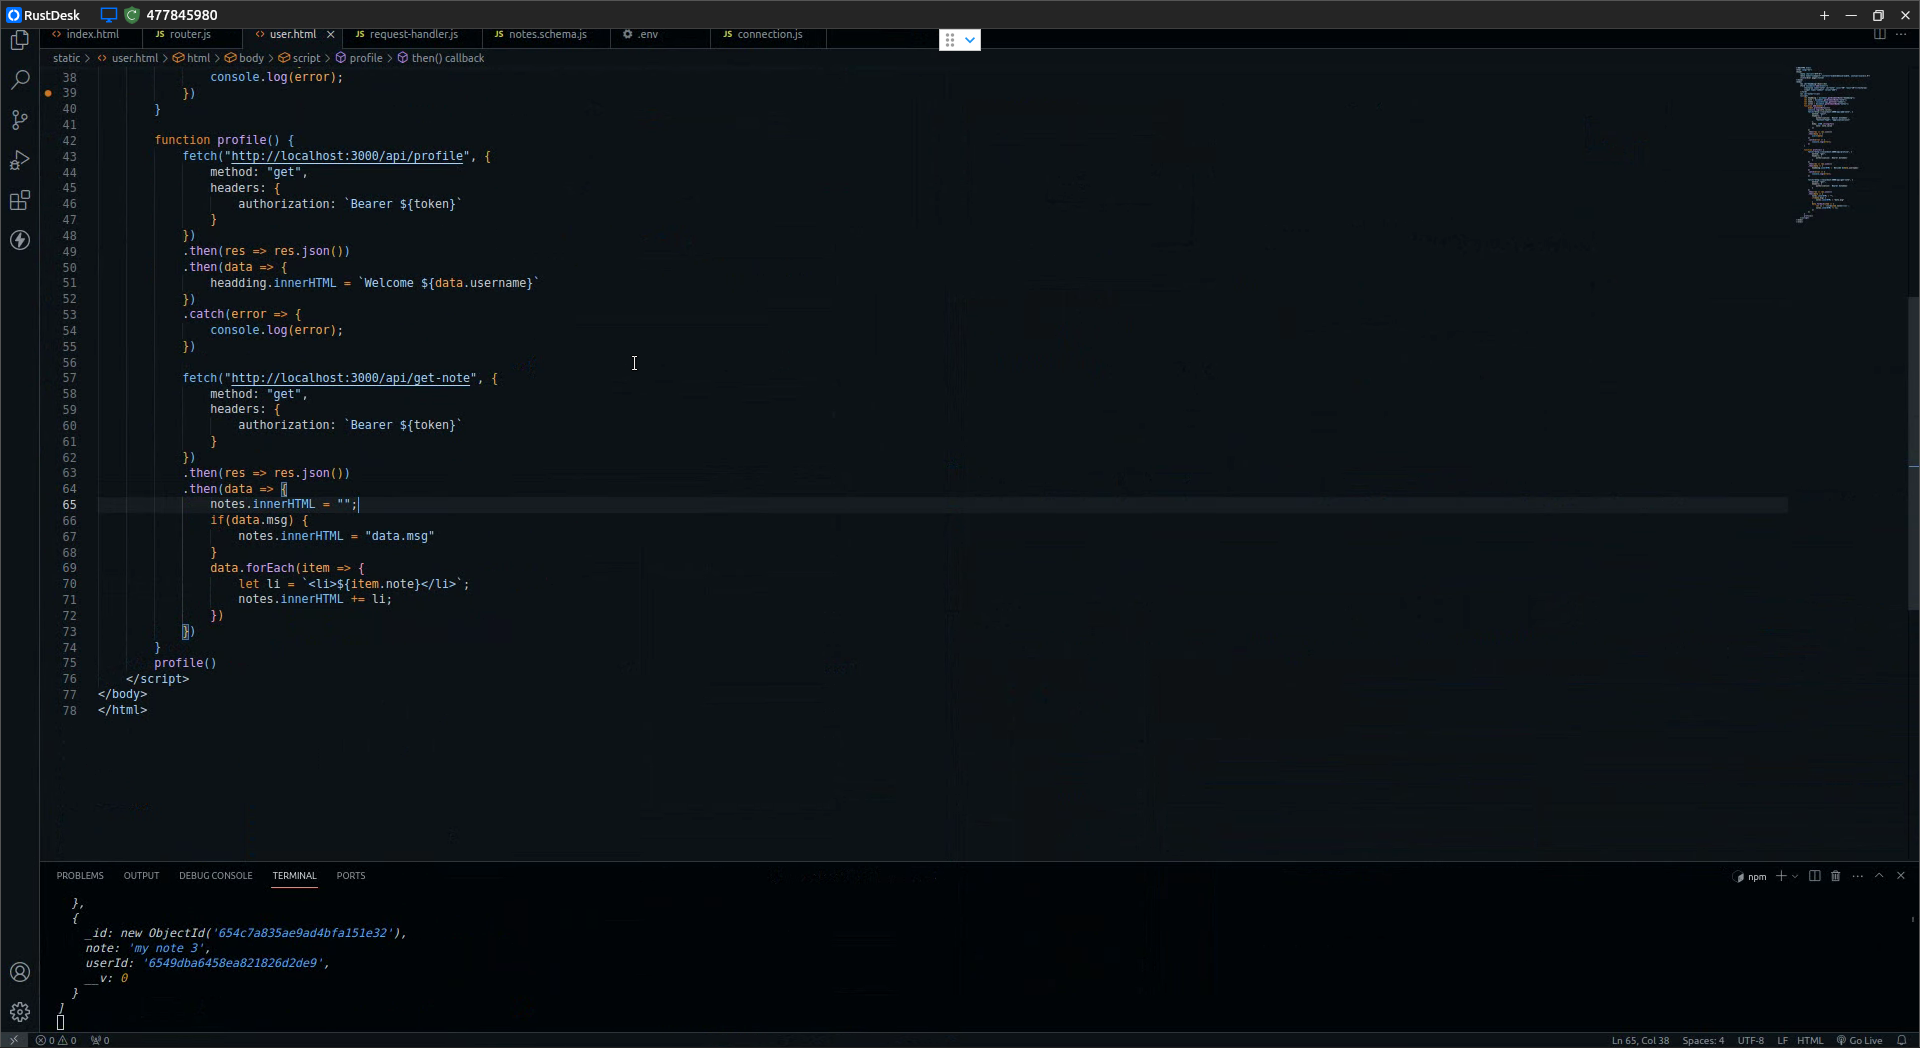 RustDesk 477845980
index.html router.js user.html request-handler.js notes.schema.js .env connection.js
static > user.html > html > body > script > profile > then() callback
38 console.log(error);
39 })
40 }
41
42 function profile() {
43 fetch("http://localhost:3000/api/profile", {
44 method: "get",
45 headers: {
46 authorization: `Bearer ${token}`
47 }
48 })
49 .then(res => res.json())
50 .then(data => {
51 headding.innerHTML = `Welcome ${data.username}`
52 })
53 .catch(error => {
54 console.log(error);
55 })
56
57 fetch("http://localhost:3000/api/get-note", {
58 method: "get",
59 headers: {
60 authorization: `Bearer ${token}`
61 }
62 })
63 .then(res => res.json())
64 .then(data => {
65 notes.innerHTML = "";
66 if(data.msg) {
67 notes.innerHTML = "data.msg"
68 }
69 data.forEach(item => {
70 let li = `<li>${item.note}</li>`;
71 notes.innerHTML += li;
72 })
73 })
74 }
75 profile()
76 </script>
77 </body>
78 </html>
PROBLEMS OUTPUT DEBUG CONSOLE TERMINAL PORTS npm
},
{
_id: new ObjectId('654c7a835ae9ad4bfa151e32'),
note: 'my note 3',
userId: '6549dba6458ea821826d2de9',
__v: 0
}
]
0 0 0 Ln 65, Col 38 Spaces: 4 UTF-8 LF HTML Go Live